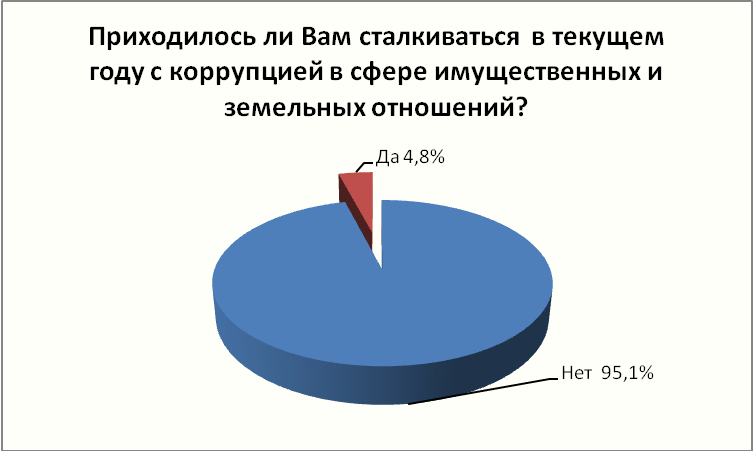 Приходилось ли Вам сталкиваться в текущем
году с коррупцией в сфере имущественных и
земельных отношений?
Да 4,8%
Нет 95,1%